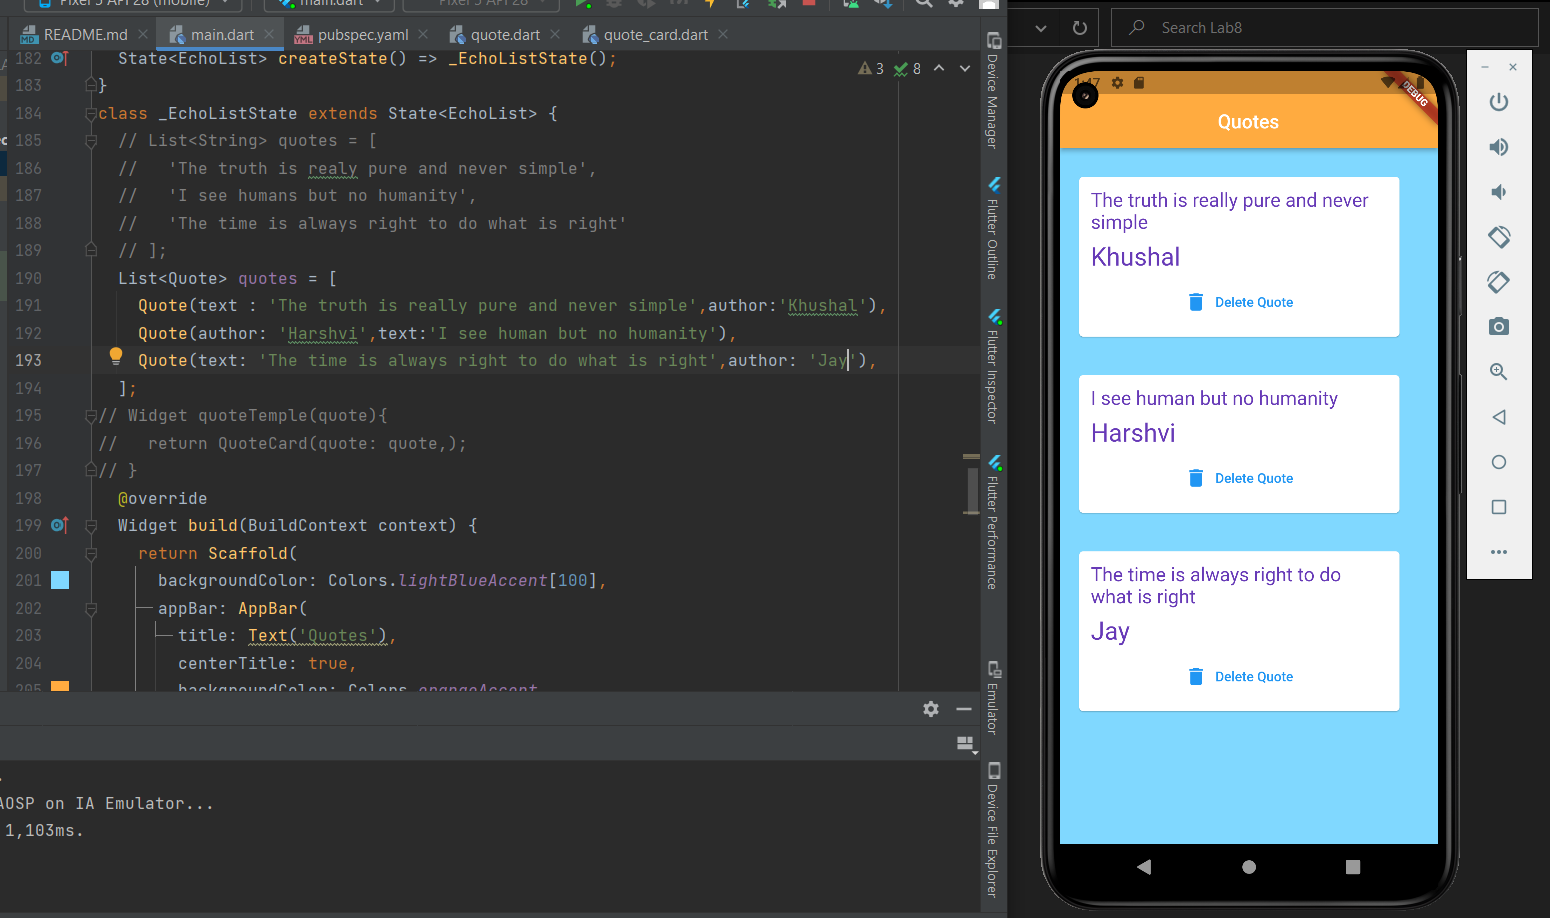 Pixel 5 API 28 (mobile)
main.dart
Pixel 5 API 28
README.md
main.dart
pubspec.yaml
quote.dart
quote_card.dart
3
8
182 State<EchoList> createState() => _EchoListState();
183 }
184 class _EchoListState extends State<EchoList> {
185 // List<String> quotes = [
186 //   'The truth is realy pure and never simple',
187 //   'I see humans but no humanity',
188 //   'The time is always right to do what is right'
189 // ];
190 List<Quote> quotes = [
191 Quote(text : 'The truth is really pure and never simple',author:'Khushal'),
192 Quote(author: 'Harshvi',text:'I see human but no humanity'),
193 Quote(text: 'The time is always right to do what is right',author: 'Jay'),
194 ];
195 // Widget quoteTemple(quote){
196 //   return QuoteCard(quote: quote,);
197 // }
198 @override
199 Widget build(BuildContext context) {
200 return Scaffold(
201 backgroundColor: Colors.lightBlueAccent[100],
202 appBar: AppBar(
203 title: Text('Quotes'),
204 centerTitle: true,
205 backgroundColor: Colors.orangeAccent
AOSP on IA Emulator...
1,103ms.
Device Manager
Flutter Outline
Flutter Inspector
Flutter Performance
Emulator
Device File Explorer
Search Lab8
1:47
DEBUG
Quotes
The truth is really pure and never
simple
Khushal
Delete Quote
I see human but no humanity
Harshvi
Delete Quote
The time is always right to do
what is right
Jay
Delete Quote